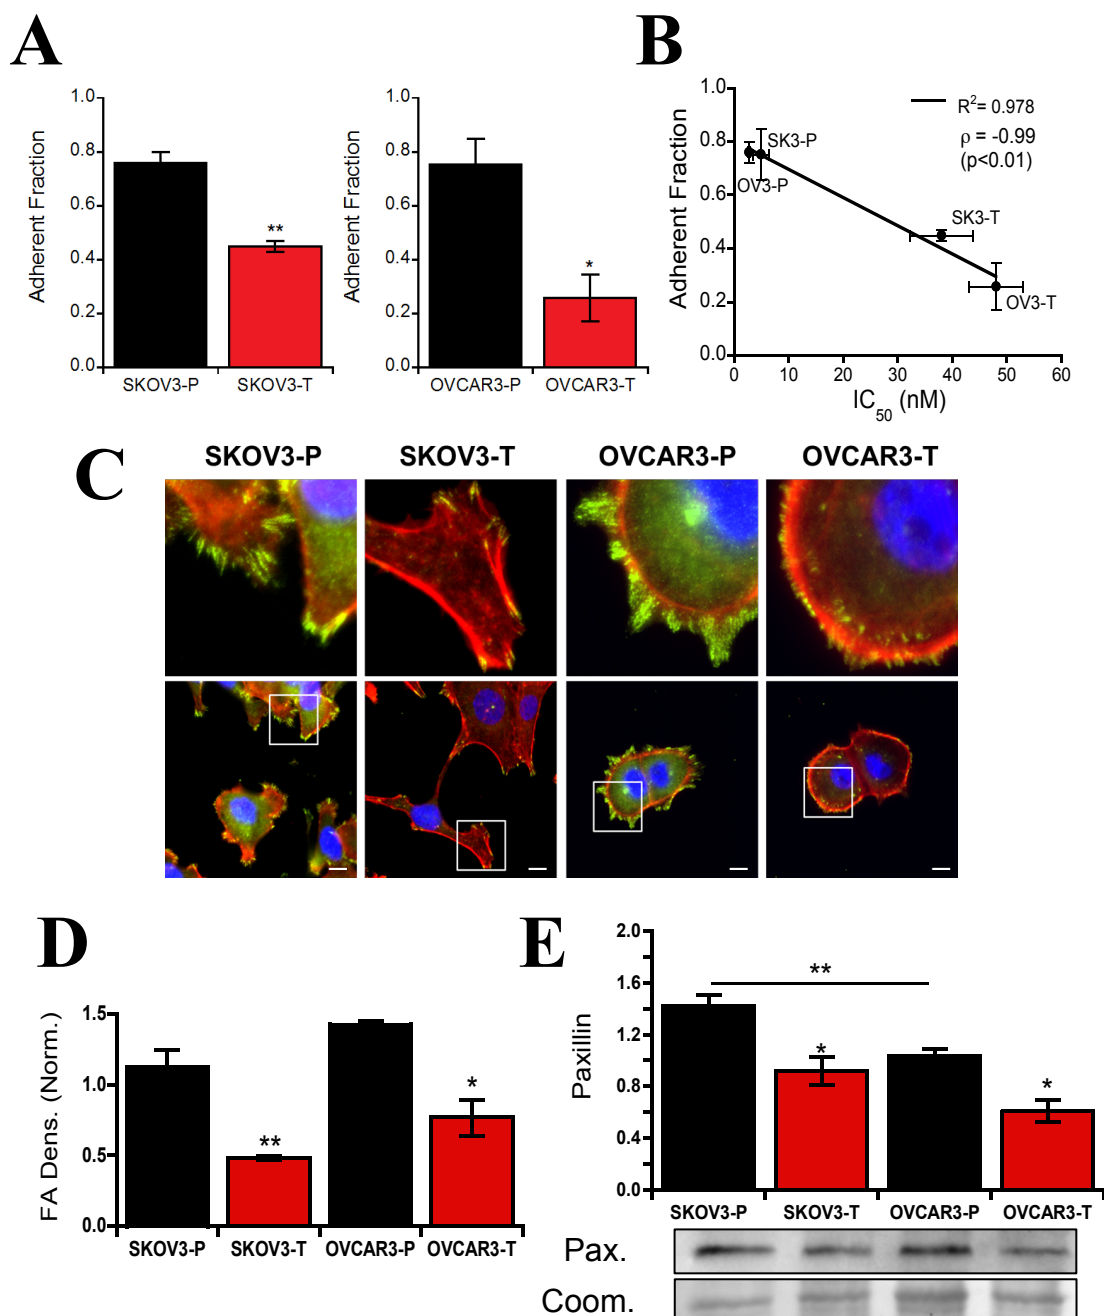 A
1.0
0.8
0.6
0.4
0.2
0.0
Adherent Fraction
**
SKOV3-P
SKOV3-T
1.0
0.8
0.6
0.4
0.2
0.0
Adherent Fraction
*
OVCAR3-P
OVCAR3-T
B
1.0
0.8
0.6
0.4
0.2
0.0
Adherent Fraction
R²= 0.978
ρ = -0.99
(p<0.01)
SK3-P
OV3-P
SK3-T
OV3-T
0 10 20 30 40 50 60
IC₅₀ (nM)
C
SKOV3-P
SKOV3-T
OVCAR3-P
OVCAR3-T
D
1.5
1.0
0.5
0.0
FA Dens. (Norm.)
**
*
SKOV3-P
SKOV3-T
OVCAR3-P
OVCAR3-T
E
2.0
1.6
1.2
0.8
0.4
0.0
Paxillin
**
*
*
SKOV3-P
SKOV3-T
OVCAR3-P
OVCAR3-T
Pax.
Coom.